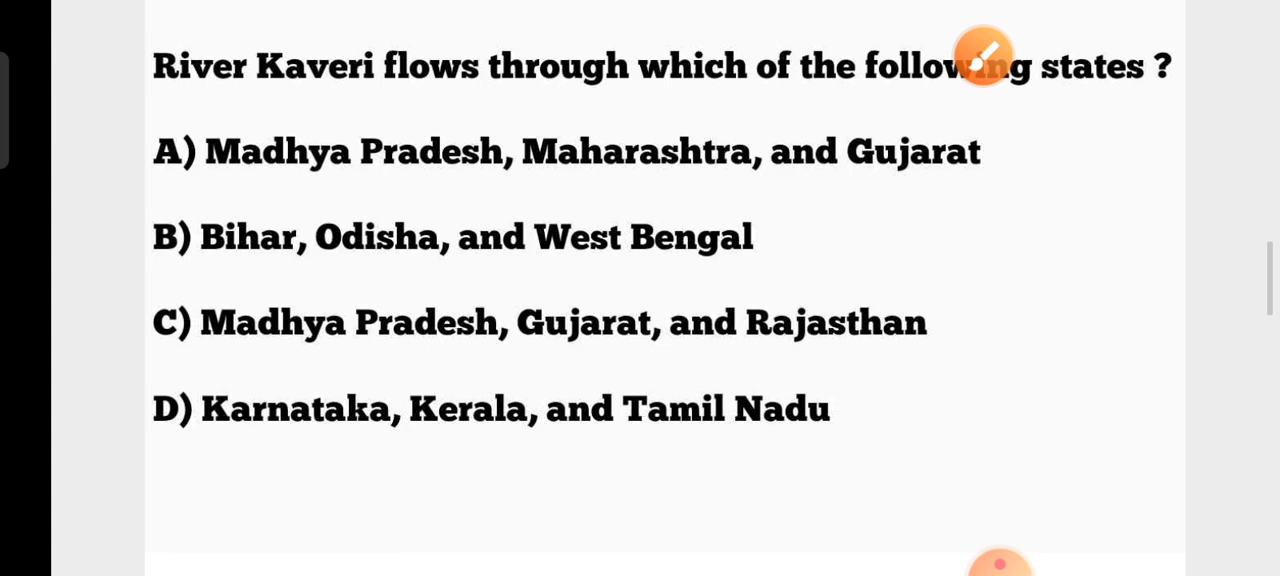 River Kaveri flows through which of the following states ?
A) Madhya Pradesh, Maharashtra, and Gujarat
B) Bihar, Odisha, and West Bengal
C) Madhya Pradesh, Gujarat, and Rajasthan
D) Karnataka, Kerala, and Tamil Nadu